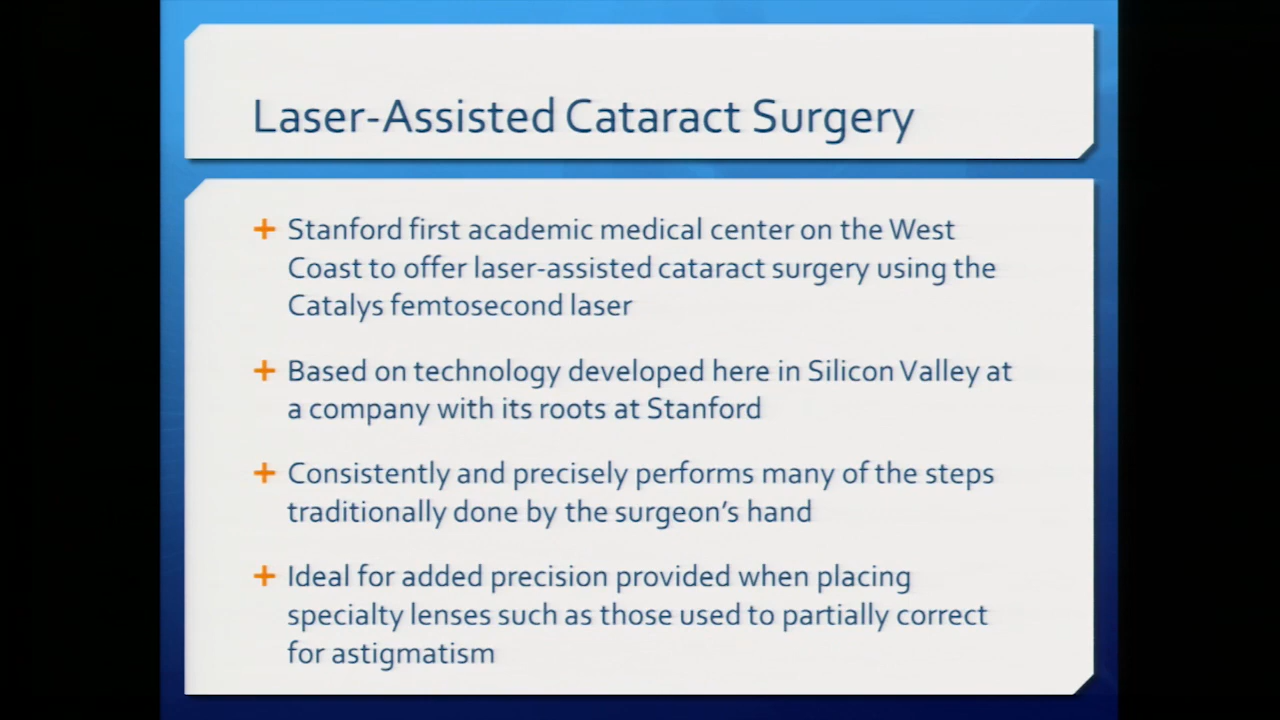 Laser-Assisted Cataract Surgery
+ Stanford first academic medical center on the West
Coast to offer laser-assisted cataract surgery using the
Catalys femtosecond laser
+ Based on technology developed here in Silicon Valley at
a company with its roots at Stanford
+ Consistently and precisely performs many of the steps
traditionally done by the surgeon's hand
+ Ideal for added precision provided when placing
specialty lenses such as those used to partially correct
for astigmatism